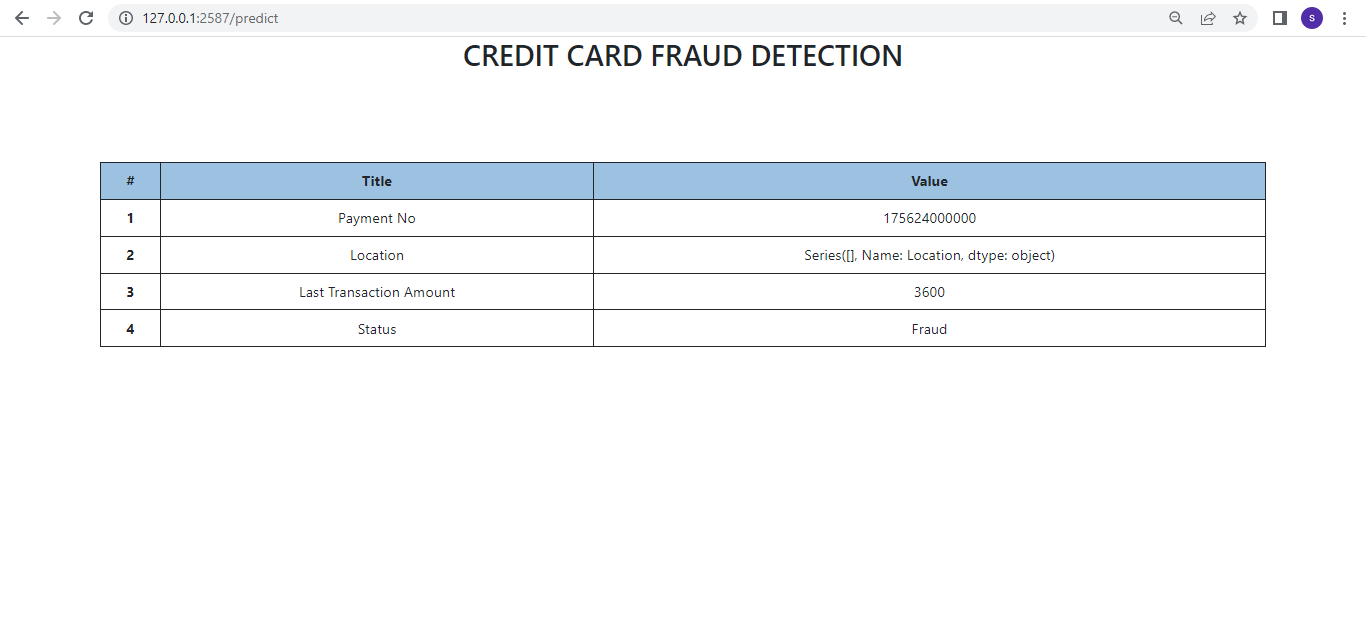 127.0.0.1:2587/predict
S
CREDIT CARD FRAUD DETECTION
# Title Value
1 Payment No 175624000000
2 Location Series([], Name: Location, dtype: object)
3 Last Transaction Amount 3600
4 Status Fraud